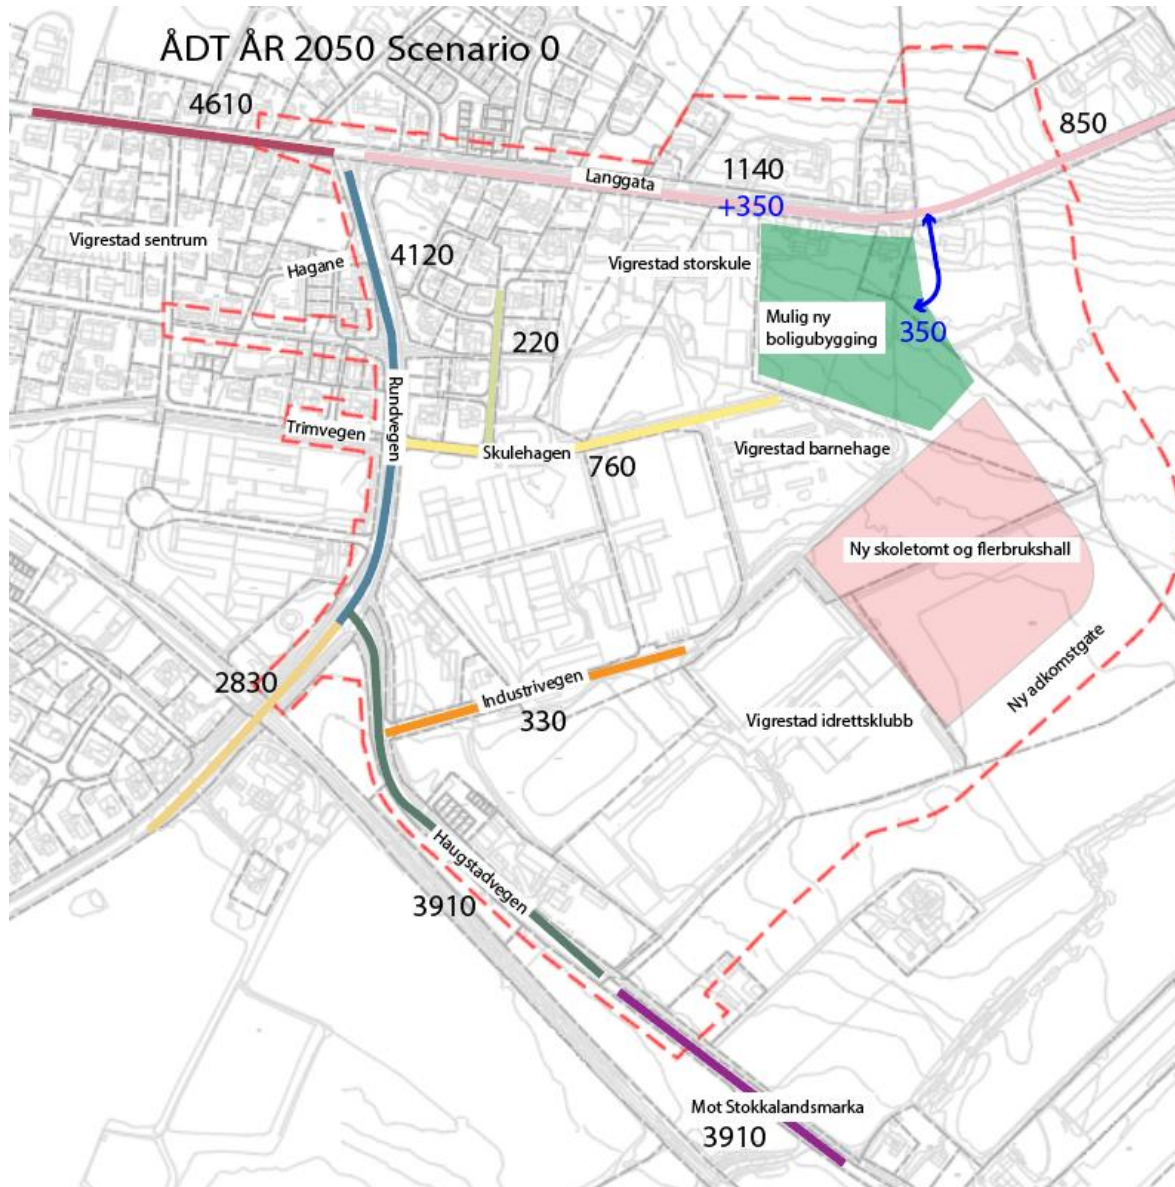 ÅDT ÅR 2050 Scenario 0
4610
850
1140
Langgata
+350
Vigrestad sentrum
4120
Hagane
Vigrestad storskule
Mulig ny
boligubygging
350
220
Rundvegen
Trimvegen
Skulehagen
760
Vigrestad barnehage
Ny skoletomt og flerbrukshall
Ny adkomstgate
2830
Industrivegen
330
Vigrestad idrettsklubb
Haugstadvegen
3910
Mot Stokkalandsmarka
3910